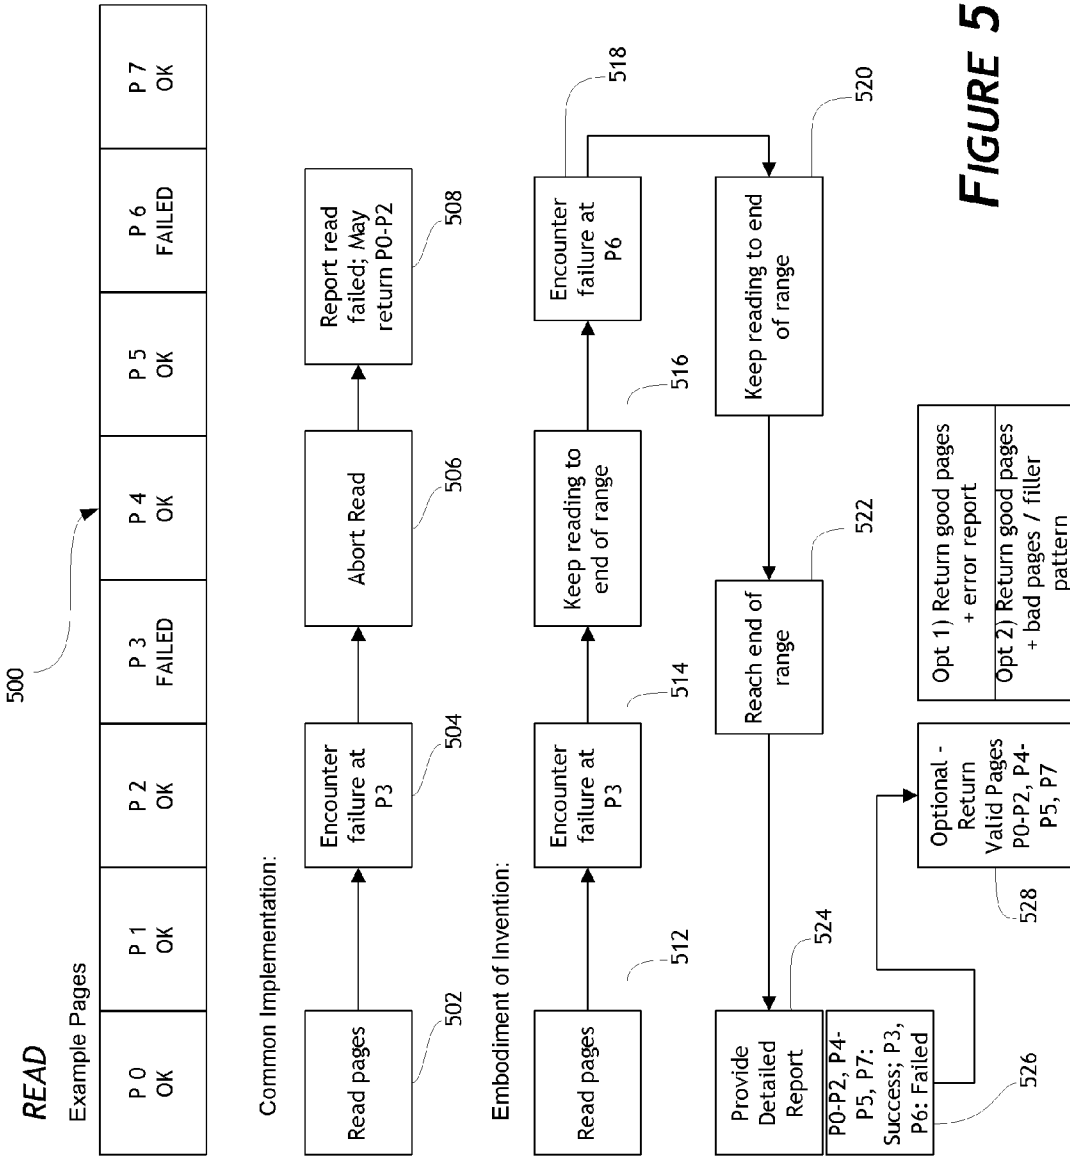 READ
500
Example Pages
P 0
OK
P 1
OK
P 2
OK
P 3
FAILED
P 4
OK
P 5
OK
P 6
FAILED
P 7
OK
Common Implementation:
Read pages
Encounter
failure at
P3
Abort Read
Report read
failed; May
return P0-P2
502
504
506
508
Embodiment of Invention:
Read pages
Encounter
failure at
P3
Keep reading to
end of range
Encounter
failure at
P6
518
512
514
516
Provide
Detailed
Report
524
Reach end of
range
522
Keep reading to end
of range
520
P0-P2, P4-
P5, P7:
Success; P3,
P6: Failed
526
Optional -
Return
Valid Pages
P0-P2, P4-
P5, P7
528
Opt 1) Return good pages
+ error report
Opt 2) Return good pages
+ bad pages / filler
pattern
FIGURE 5